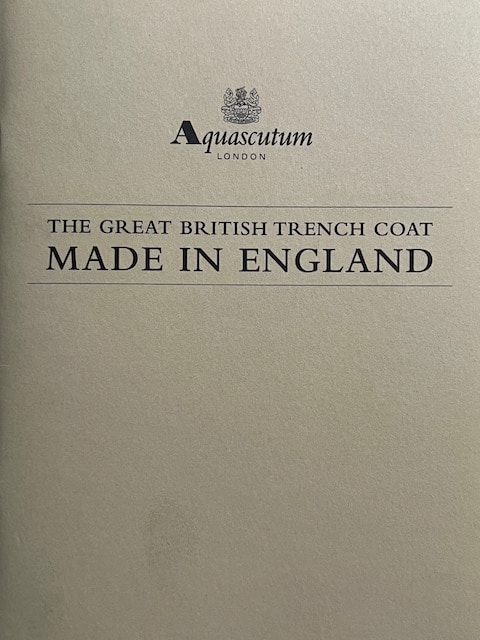 Aquascutum
LONDON
THE GREAT BRITISH TRENCH COAT
MADE IN ENGLAND